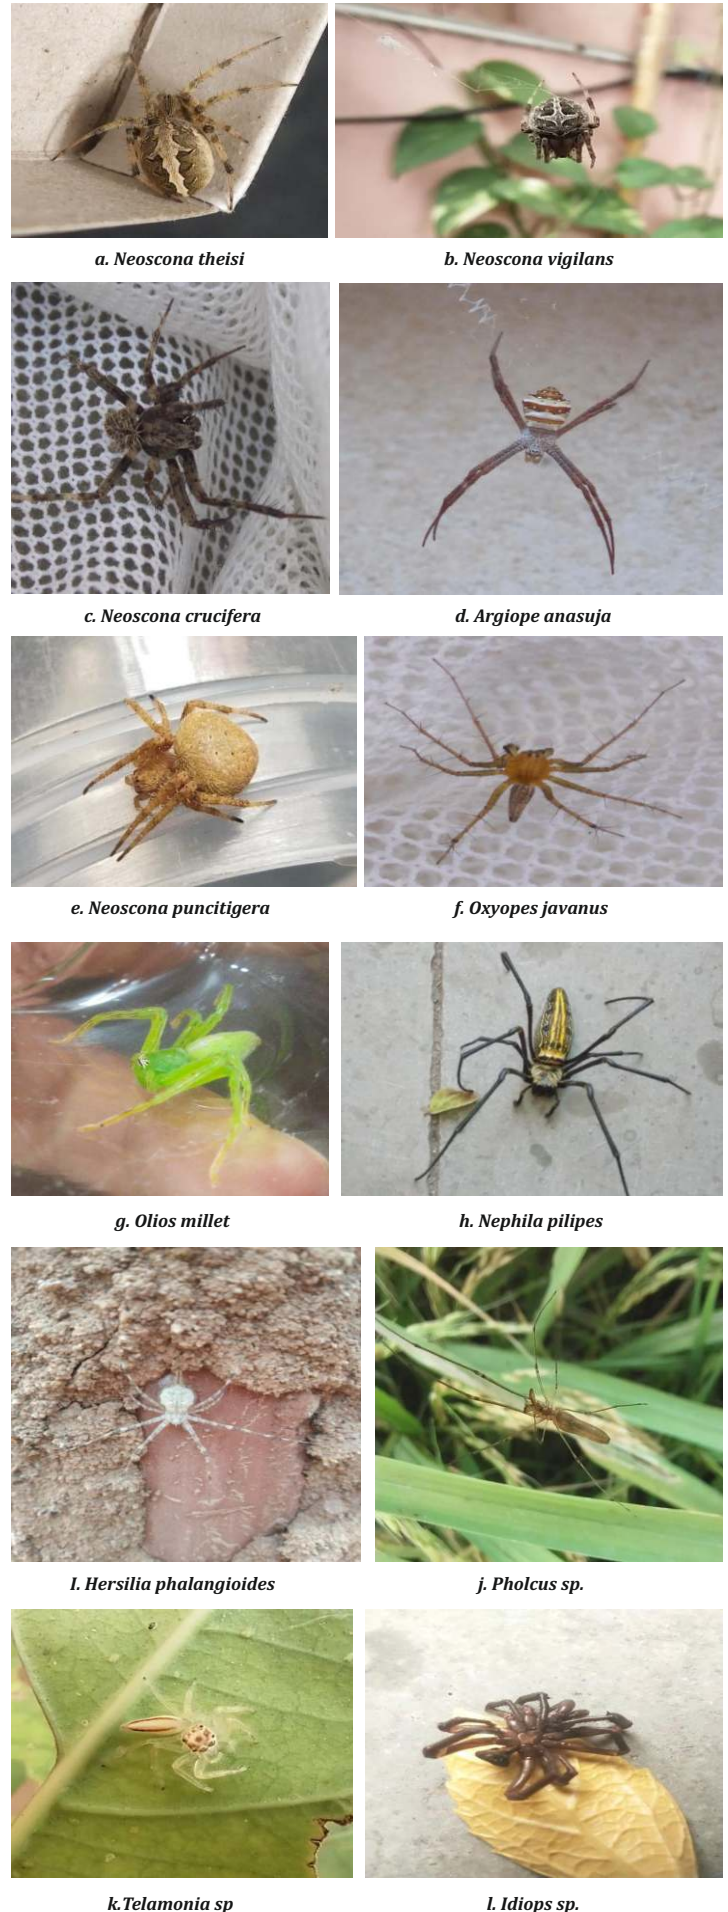 a. Neoscona theisi
b. Neoscona vigilans
c. Neoscona crucifera
d. Argiope anasuja
e. Neoscona puncitigera
f. Oxyopes javanus
g. Olios millet
h. Nephila pilipes
I. Hersilia phalangioides
j. Pholcus sp.
k.Telamonia sp
l. Idiops sp.